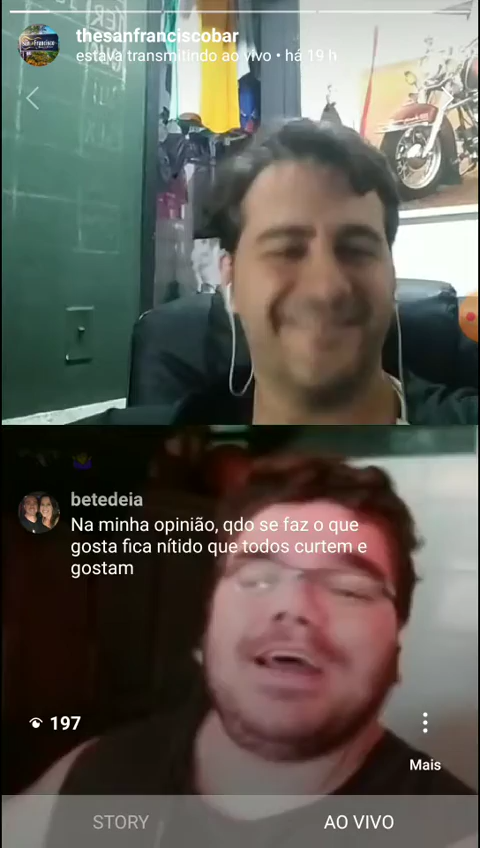 thesanfranciscobar
estava transmitindo ao vivo • há 19 h
betedeia
Na minha opinião, qdo se faz o que
gosta fica nítido que todos curtem e
gostam
197
Mais
STORY
AO VIVO